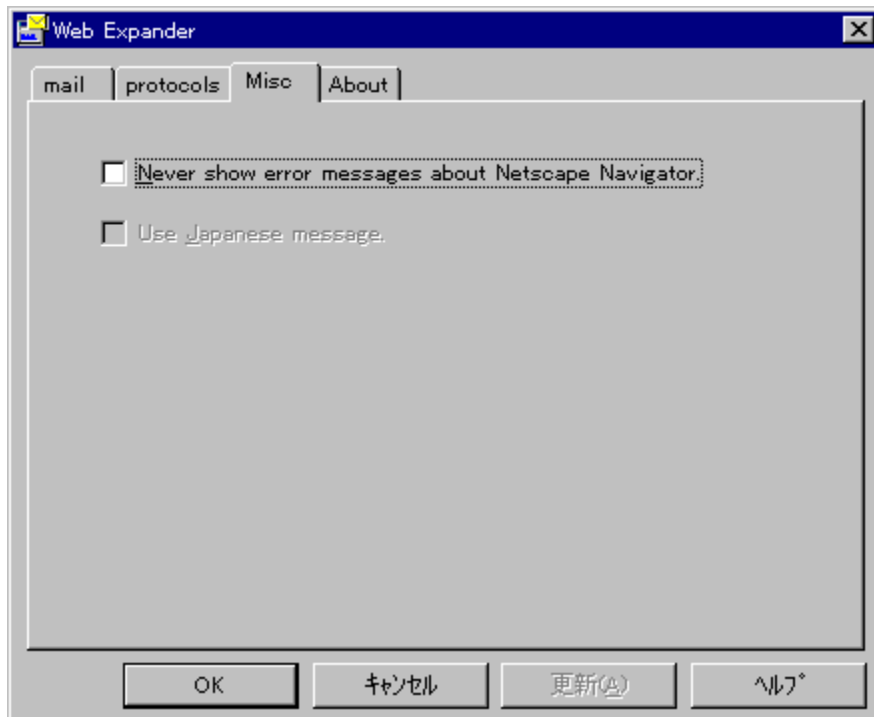 Web Expander
mail protocols Misc About
Never show error messages about Netscape Navigator.
Use Japanese message.
OK ｷｬﾝｾﾙ 更新(A) ﾍﾙﾌﾟ